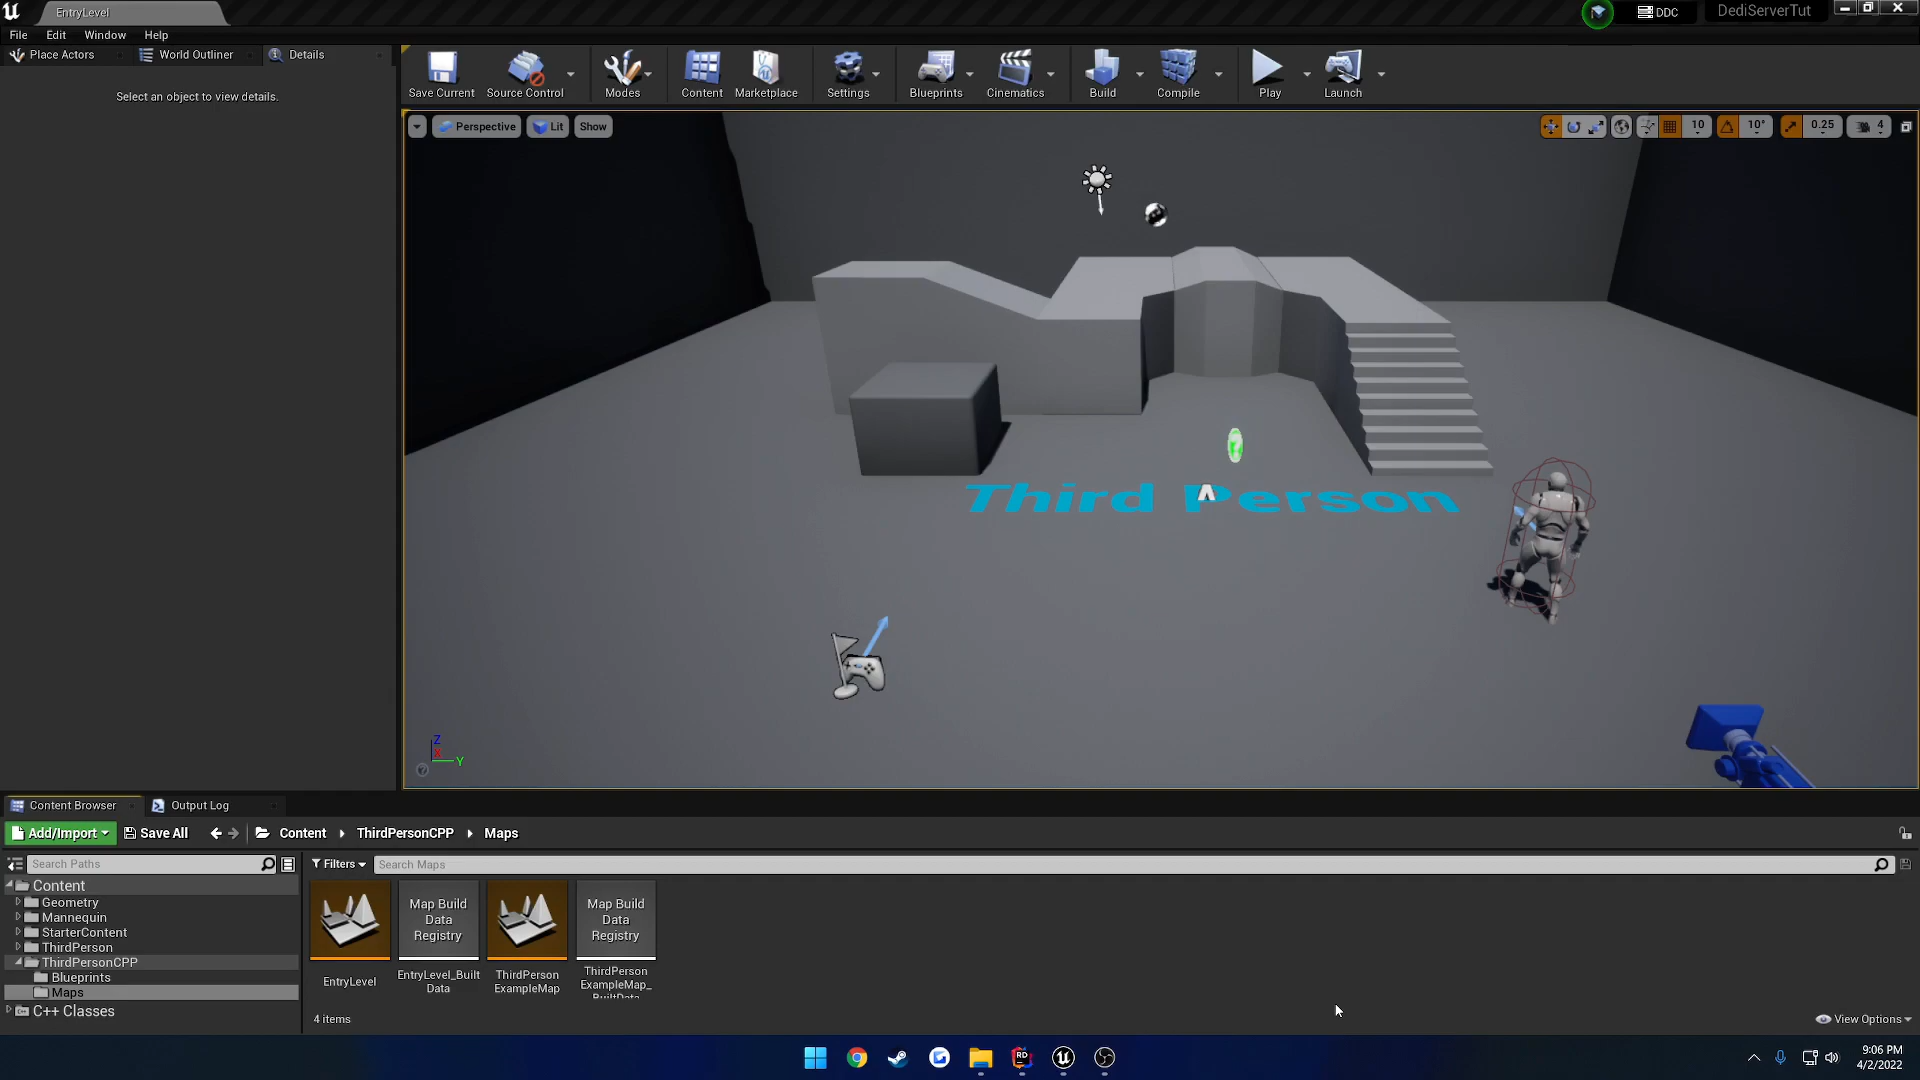 EntryLevel
DDC
DediServerTut
File Edit Window Help
Place Actors World Outliner Details
Select an object to view details.
Save Current Source Control Modes Content Marketplace Settings Blueprints Cinematics Build Compile Play Launch
Perspective Lit Show
10 10° 0.25 4
Third Person
Z
X
Y
Content Browser Output Log
Add/Import Save All Content ThirdPersonCPP Maps
Search Paths
Filters Search Maps
Content
Geometry
Mannequin
StarterContent
ThirdPerson
ThirdPersonCPP
Blueprints
Maps
C++ Classes
EntryLevel
Map Build
Data
Registry
EntryLevel_Built
Data
ThirdPerson
ExampleMap
Map Build
Data
Registry
ThirdPerson
ExampleMap_
BuiltData
4 items
View Options
RD
9:06 PM
4/2/2022